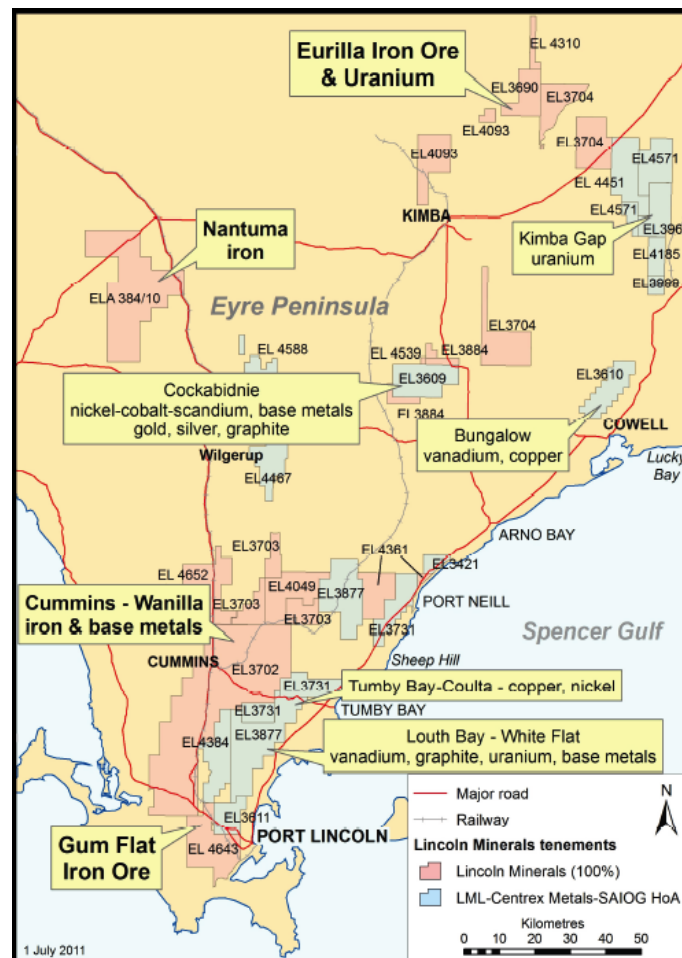 Eurilla Iron Ore
& Uranium
EL 4310
EL3690
EL3704
EL4093
EL3704
EL4093
EL4571
EL 4451
KIMBA
EL4571
EL396
Kimba Gap
uranium
EL4185
EL3999
Nantuma
iron
ELA 384/10
Eyre Peninsula
EL3704
EL 4588
EL 4539
EL3884
EL3609
EL3610
Cockabidnie
nickel-cobalt-scandium, base metals
gold, silver, graphite
EL3884
COWELL
Bungalow
vanadium, copper
Wilgerup
Lucky
Bay
EL4467
ARNO BAY
EL3703
EL4361
EL3421
EL 4652
EL4049
EL3877
PORT NEILL
EL3703
EL3703
EL3731
Cummins - Wanilla
iron & base metals
Spencer Gulf
CUMMINS
EL3702
Sheep Hill
EL3731
Tumby Bay-Coulta - copper, nickel
EL3731
TUMBY BAY
EL4384
EL3877
Louth Bay - White Flat
vanadium, graphite, uranium, base metals
EL3611
PORT LINCOLN
Gum Flat
Iron Ore
EL 4643
Major road
N
Railway
Lincoln Minerals tenements
Lincoln Minerals (100%)
LML-Centrex Metals-SAIOG HoA
Kilometres
0 10 20 30 40 50
1 July 2011